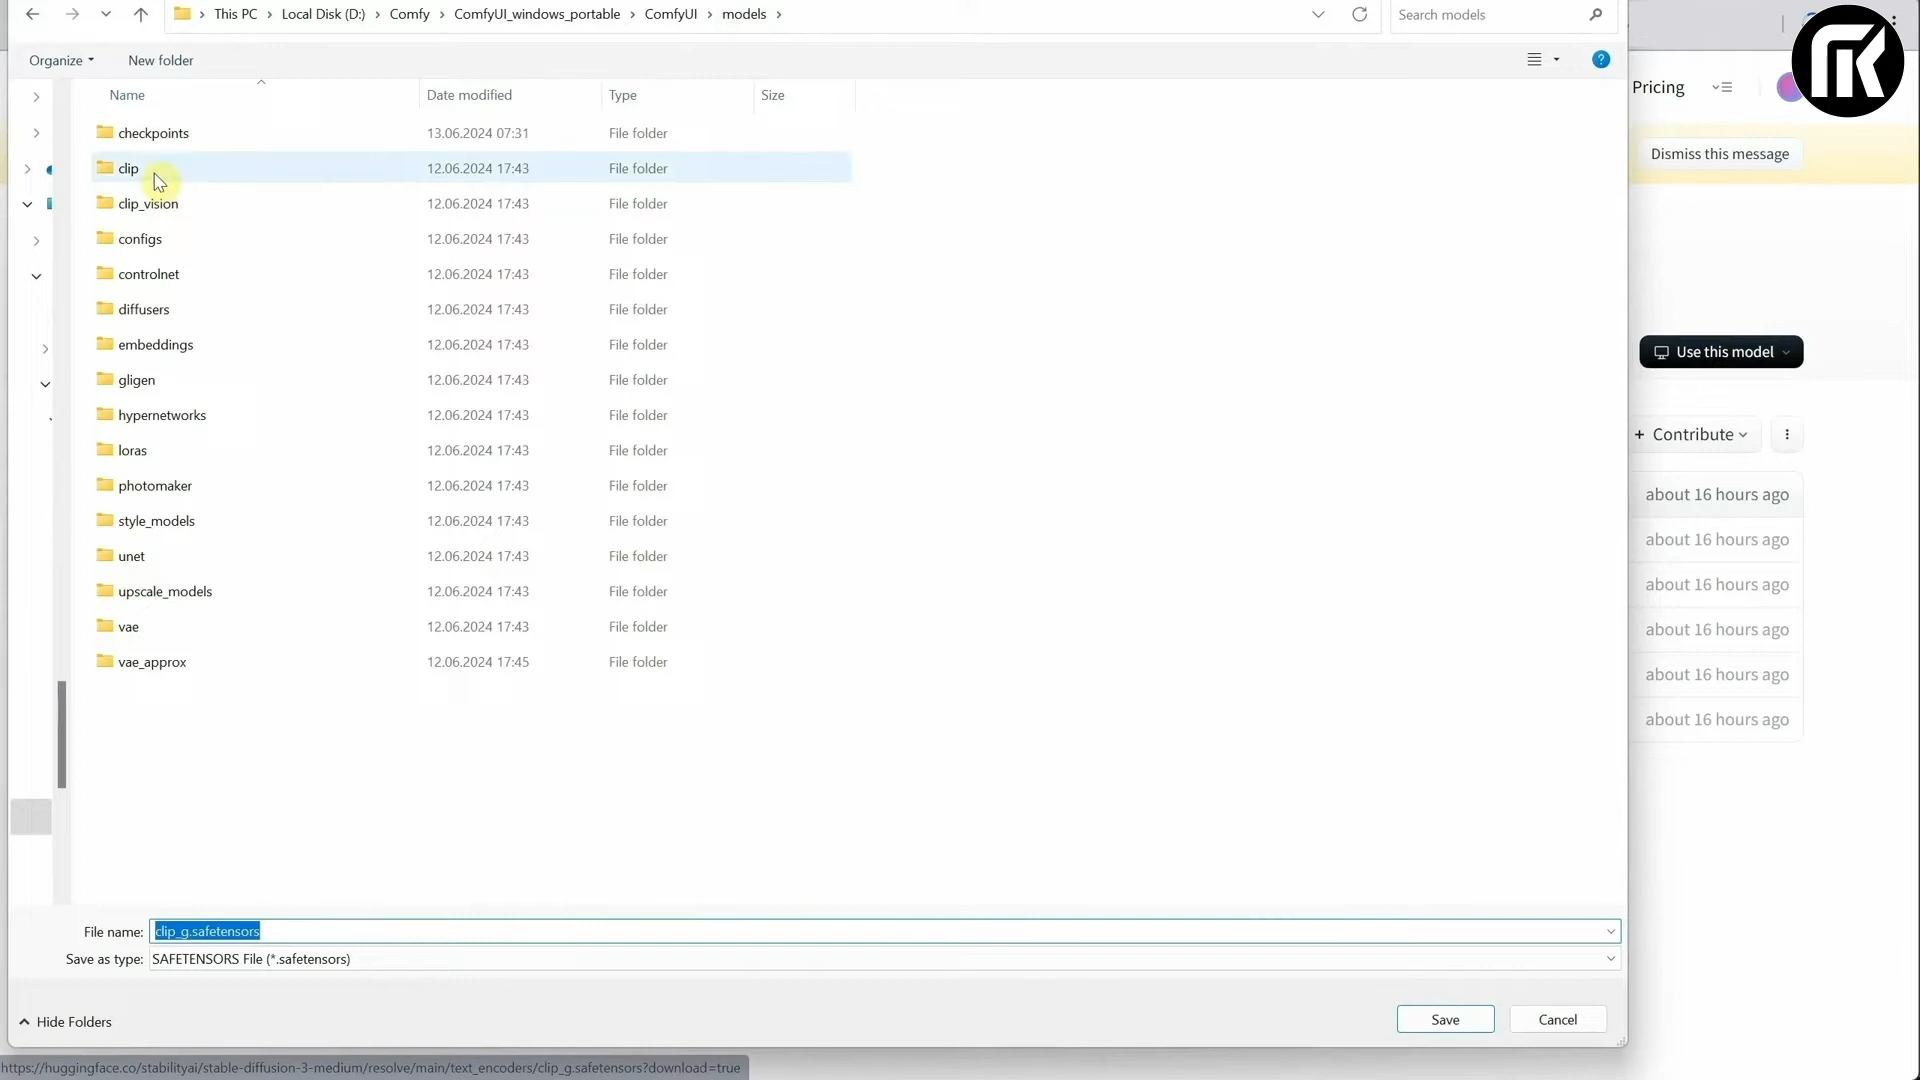 This PC > Local Disk (D:) > Comfy > ComfyUI_windows_portable > ComfyUI > models >
Search models
Organize
New folder
Pricing
Name
Date modified
Type
Size
checkpoints 13.06.2024 07:31 File folder
clip 12.06.2024 17:43 File folder
clip_vision 12.06.2024 17:43 File folder
configs 12.06.2024 17:43 File folder
controlnet 12.06.2024 17:43 File folder
diffusers 12.06.2024 17:43 File folder
embeddings 12.06.2024 17:43 File folder
gligen 12.06.2024 17:43 File folder
hypernetworks 12.06.2024 17:43 File folder
loras 12.06.2024 17:43 File folder
photomaker 12.06.2024 17:43 File folder
style_models 12.06.2024 17:43 File folder
unet 12.06.2024 17:43 File folder
upscale_models 12.06.2024 17:43 File folder
vae 12.06.2024 17:43 File folder
vae_approx 12.06.2024 17:45 File folder
Dismiss this message
Use this model
+ Contribute
about 16 hours ago
about 16 hours ago
about 16 hours ago
about 16 hours ago
about 16 hours ago
about 16 hours ago
File name: clip_g.safetensors
Save as type: SAFETENSORS File (*.safetensors)
Hide Folders
Save
Cancel
https://huggingface.co/stabilityai/stable-diffusion-3-medium/resolve/main/text_encoders/clip_g.safetensors?download=true